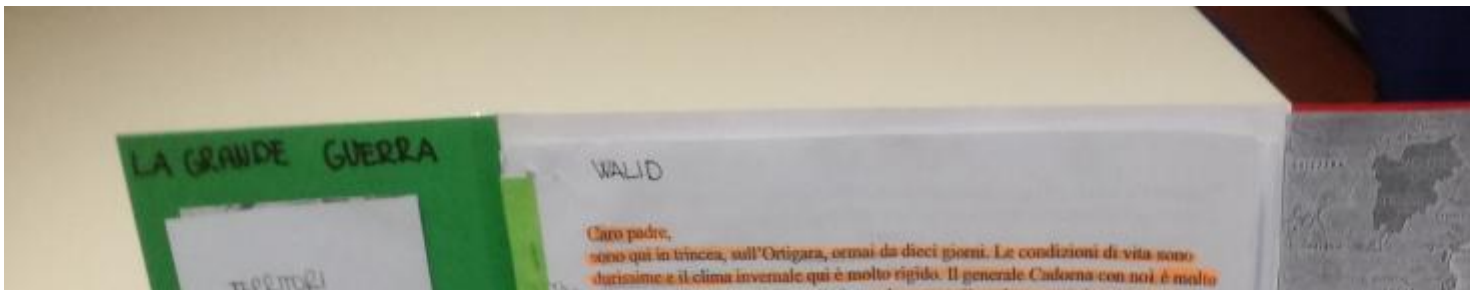 LA GRANDE GUERRA
WALID
Caro padre,
sono qui in trincea, sull'Ortigara, ormai da dieci giorni. Le condizioni di vita sono
durissime e il clima invernale qui è molto rigido. Il generale Cadorna con noi è molto